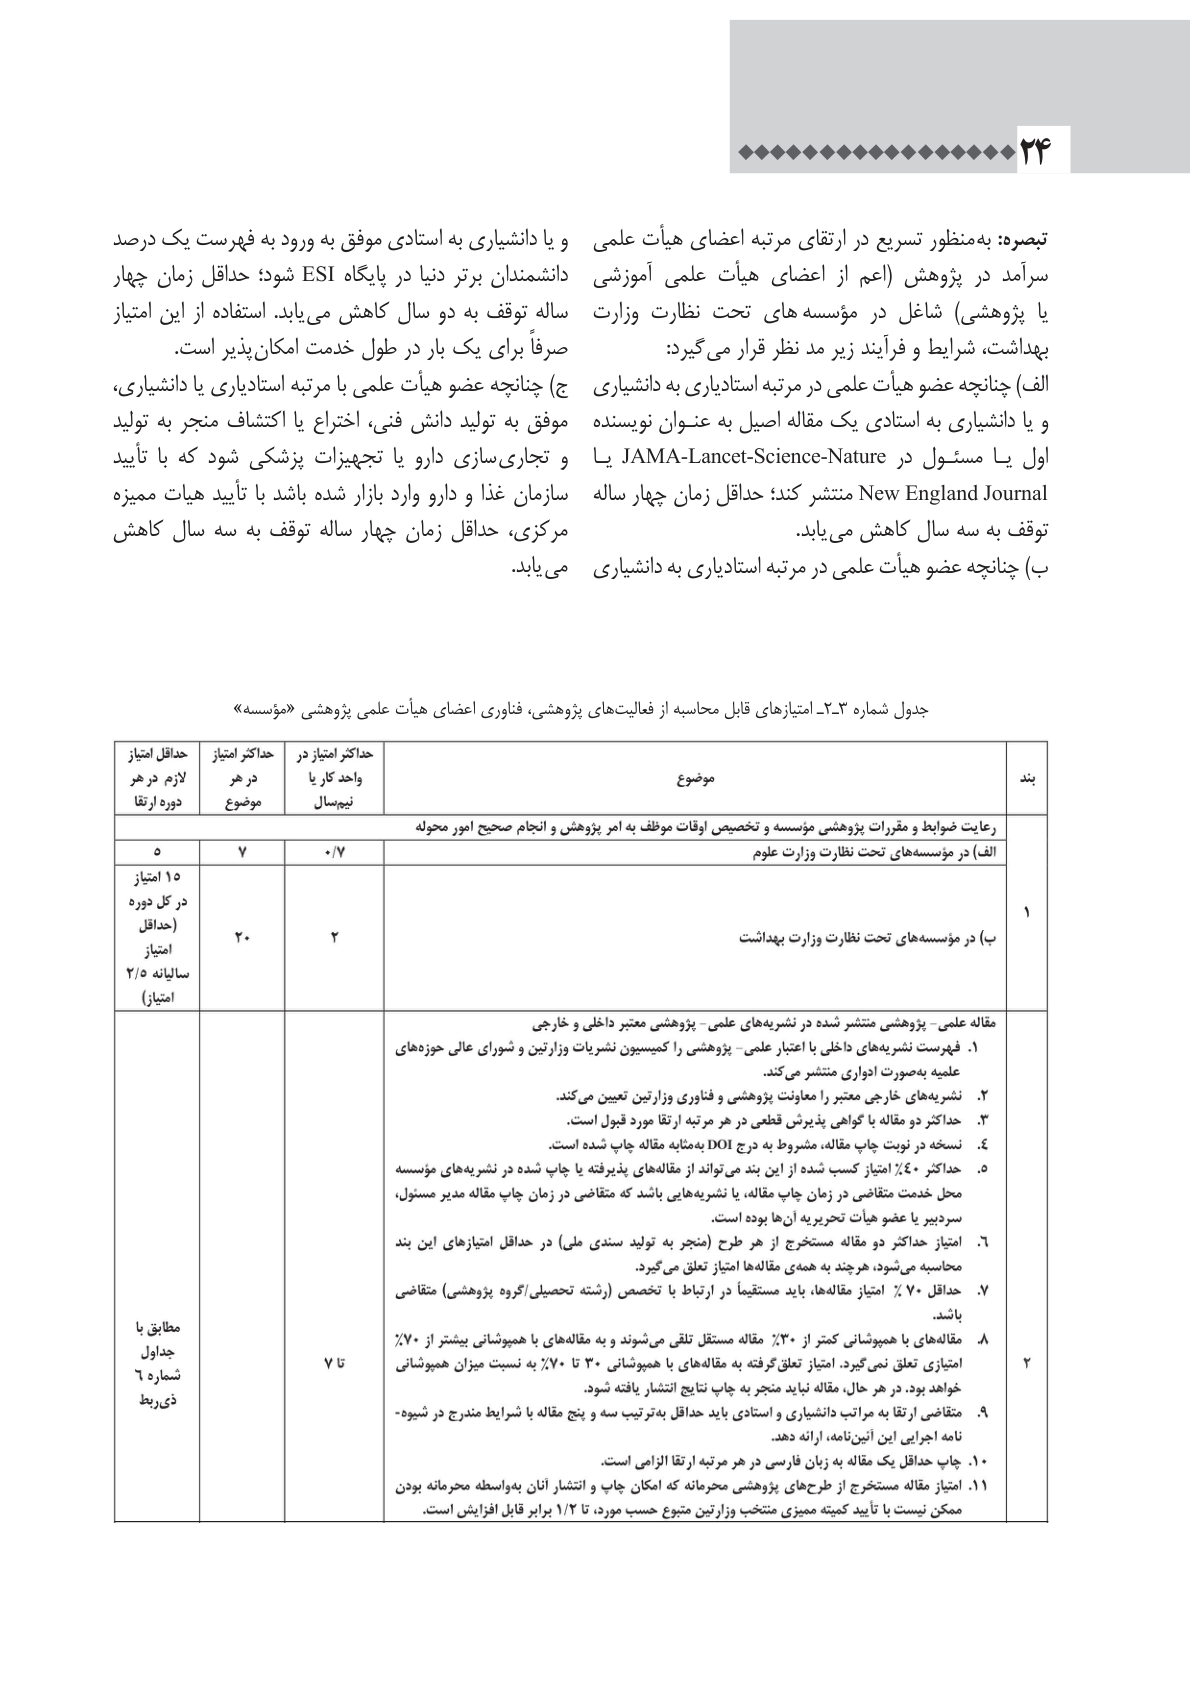 ۲۴
تبصره: به‌منظور تسریع در ارتقای مرتبه اعضای هیأت علمی
سرآمد در پژوهش (اعم از اعضای هیأت علمی آموزشی
یا پژوهشی) شاغل در مؤسسه های تحت نظارت وزارت
بهداشت، شرایط و فرآیند زیر مد نظر قرار می‌گیرد:
الف) چنانچه عضو هیأت علمی در مرتبه استادیاری به دانشیاری
و یا دانشیاری به استادی یک مقاله اصیل به عنـوان نویسنده
اول یـا مسئـول در JAMA-Lancet-Science-Nature یـا
New England Journal منتشر کند؛ حداقل زمان چهار ساله
توقف به سه سال کاهش می‌یابد.
ب) چنانچه عضو هیأت علمی در مرتبه استادیاری به دانشیاری
و یا دانشیاری به استادی موفق به ورود به فهرست یک درصد
دانشمندان برتر دنیا در پایگاه ESI شود؛ حداقل زمان چهار
ساله توقف به دو سال کاهش می‌یابد. استفاده از این امتیاز
صرفاً برای یک بار در طول خدمت امکان‌پذیر است.
ج) چنانچه عضو هیأت علمی با مرتبه استادیاری یا دانشیاری،
موفق به تولید دانش فنی، اختراع یا اکتشاف منجر به تولید
و تجاری‌سازی دارو یا تجهیزات پزشکی شود که با تأیید
سازمان غذا و دارو وارد بازار شده باشد با تأیید هیات ممیزه
مرکزی، حداقل زمان چهار ساله توقف به سه سال کاهش
می‌یابد.
جدول شماره ۳ـ۲ـ امتیازهای قابل محاسبه از فعالیت‌های پژوهشی، فناوری اعضای هیأت علمی پژوهشی «مؤسسه»
بند
موضوع
حداکثر امتیاز در
واحد کار یا
نیم‌سال
حداکثر امتیاز
در هر
موضوع
حداقل امتیاز
لازم در هر
دوره ارتقا
۱
رعایت ضوابط و مقررات پژوهشی مؤسسه و تخصیص اوقات موظف به امر پژوهش و انجام صحیح امور محوله
الف) در مؤسسه‌های تحت نظارت وزارت علوم
۰/۷
۷
۵
ب) در مؤسسه‌های تحت نظارت وزارت بهداشت
۲
۲۰
۱۵ امتیاز
در کل دوره
(حداقل
امتیاز
سالیانه ۲/۵
امتیاز)
۲
مقاله علمی- پژوهشی منتشر شده در نشریه‌های علمی- پژوهشی معتبر داخلی و خارجی
۱. فهرست نشریه‌های داخلی با اعتبار علمی- پژوهشی را کمیسیون نشریات وزارتین و شورای عالی حوزه‌های
علمیه به‌صورت ادواری منتشر می‌کند.
۲. نشریه‌های خارجی معتبر را معاونت پژوهشی و فناوری وزارتین تعیین می‌کند.
۳. حداکثر دو مقاله با گواهی پذیرش قطعی در هر مرتبه ارتقا مورد قبول است.
٤. نسخه در نوبت چاپ مقاله، مشروط به درج DOI به‌مثابه مقاله چاپ شده است.
۵. حداکثر ٤۰٪ امتیاز کسب شده از این بند می‌تواند از مقاله‌های پذیرفته یا چاپ شده در نشریه‌های مؤسسه
محل خدمت متقاضی در زمان چاپ مقاله، یا نشریه‌هایی باشد که متقاضی در زمان چاپ مقاله مدیر مسئول،
سردبیر یا عضو هیأت تحریریه آن‌ها بوده است.
٦. امتیاز حداکثر دو مقاله مستخرج از هر طرح (منجر به تولید سندی ملی) در حداقل امتیازهای این بند
محاسبه می‌شود، هرچند به همه‌ی مقاله‌ها امتیاز تعلق می‌گیرد.
۷. حداقل ۷۰ ٪ امتیاز مقاله‌ها، باید مستقیماً در ارتباط با تخصص (رشته تحصیلی/گروه پژوهشی) متقاضی
باشد.
۸. مقاله‌های با همپوشانی کمتر از ۳۰٪ مقاله مستقل تلقی می‌شوند و به مقاله‌های با همپوشانی بیشتر از ۷۰٪
امتیازی تعلق نمی‌گیرد. امتیاز تعلق‌گرفته به مقاله‌های با همپوشانی ۳۰ تا ۷۰٪ به نسبت میزان همپوشانی
خواهد بود. در هر حال، مقاله نباید منجر به چاپ نتایج انتشار یافته شود.
۹. متقاضی ارتقا به مراتب دانشیاری و استادی باید حداقل به‌ترتیب سه و پنج مقاله با شرایط مندرج در شیوه-
نامه اجرایی این آئین‌نامه، ارائه دهد.
۱۰. چاپ حداقل یک مقاله به زبان فارسی در هر مرتبه ارتقا الزامی است.
۱۱. امتیاز مقاله مستخرج از طرح‌های پژوهشی محرمانه که امکان چاپ و انتشار آنان به‌واسطه محرمانه بودن
ممکن نیست با تأیید کمیته ممیزی منتخب وزارتین متبوع حسب مورد، تا ۱/۲ برابر قابل افزایش است.
تا ۷
مطابق با
جداول
شماره ٦
ذی‌ربط